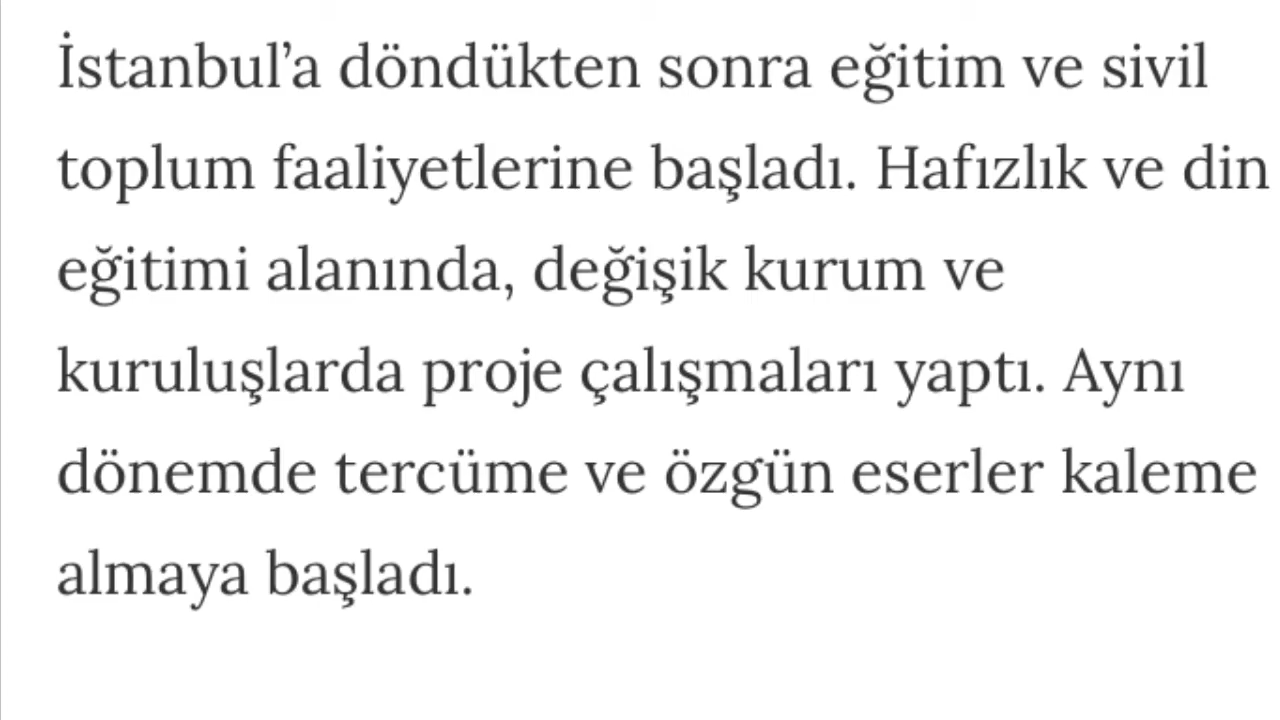 İstanbul’a döndükten sonra eğitim ve sivil
toplum faaliyetlerine başladı. Hafızlık ve din
eğitimi alanında, değişik kurum ve
kuruluşlarda proje çalışmaları yaptı. Aynı
dönemde tercüme ve özgün eserler kaleme
almaya başladı.